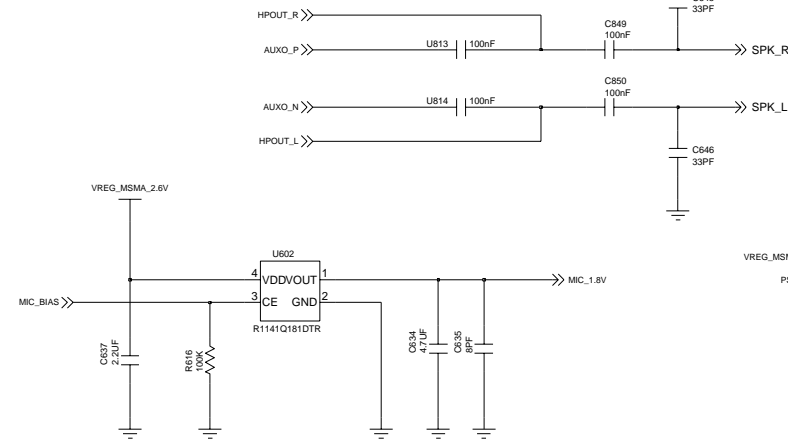 33PF
HPOUT_R
C849
100nF
AUXO_P
U813
100nF
SPK_R
C850
100nF
AUXO_N
U814
100nF
SPK_L
HPOUT_L
C646
33PF
VREG_MSMA_2.6V
U602
4
VDD
VOUT
1
MIC_1.8V
MIC_BIAS
3
CE
GND
2
R1141Q181DTR
C637
2.2UF
R616
100K
C634
4.7UF
C635
8PF